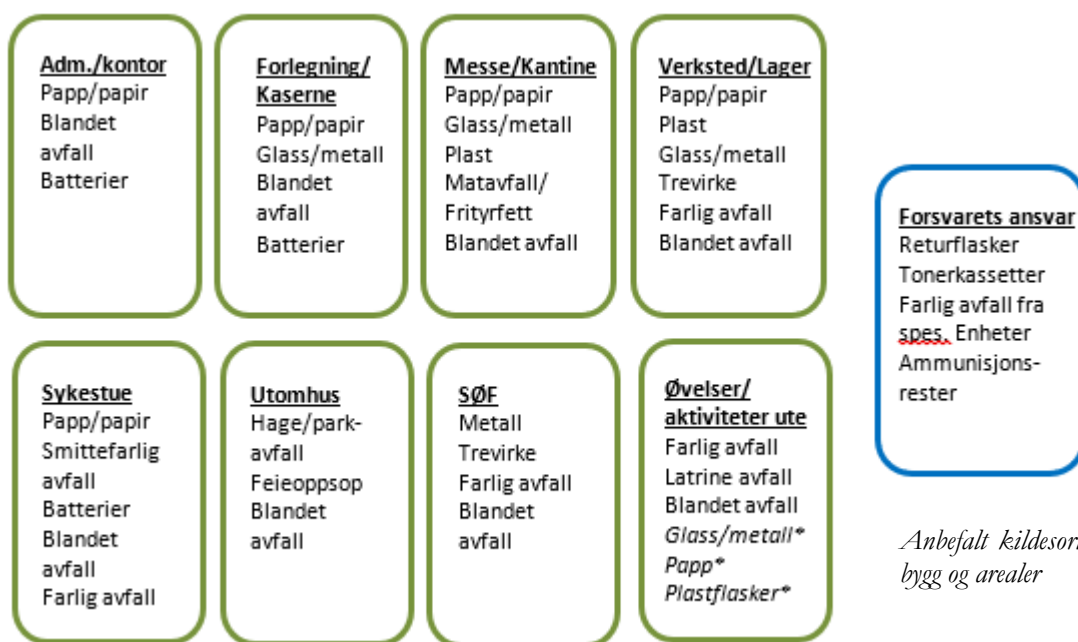 Adm./kontor
Papp/papir
Blandet
avfall
Batterier
Forlegning/
Kaserne
Papp/papir
Glass/metall
Blandet
avfall
Batterier
Messe/Kantine
Papp/papir
Glass/metall
Plast
Matavfall/
Frityrfett
Blandet avfall
Verksted/Lager
Papp/papir
Plast
Glass/metall
Trevirke
Farlig avfall
Blandet avfall
Forsvarets ansvar
Returflasker
Tonerkassetter
Farlig avfall fra
spes. Enheter
Ammunisjons-
rester
Sykestue
Papp/papir
Smittefarlig
avfall
Batterier
Blandet
avfall
Farlig avfall
Utomhus
Hage/park-
avfall
Feieoppsop
Blandet
avfall
SØF
Metall
Trevirke
Farlig avfall
Blandet
avfall
Øvelser/
aktiviteter ute
Farlig avfall
Latrine avfall
Blandet avfall
Glass/metall*
Papp*
Plastflasker*
Anbefalt
bygg og arealer